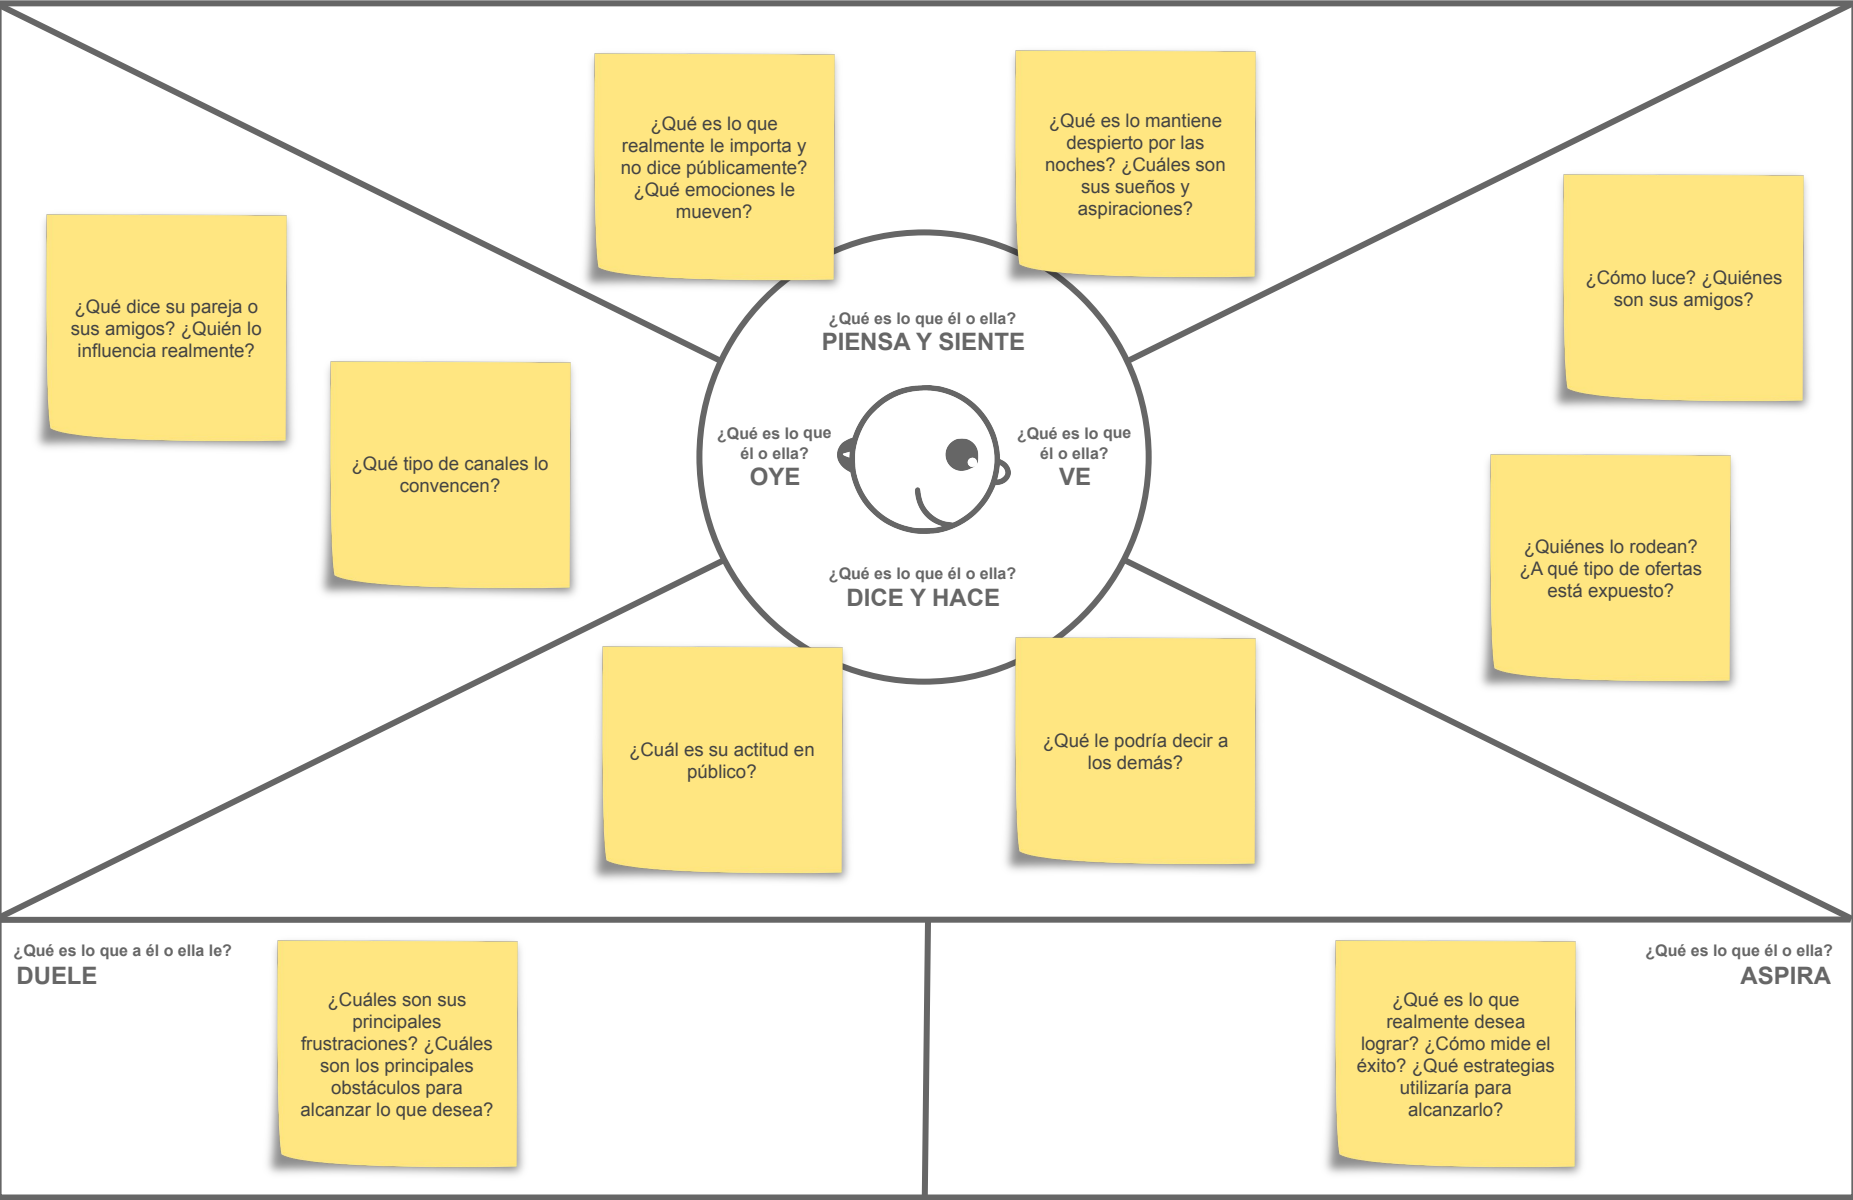 ¿Qué es lo que
realmente le importa y
no dice públicamente?
¿Qué emociones le
mueven?
¿Qué es lo mantiene
despierto por las
noches? ¿Cuáles son
sus sueños y
aspiraciones?
¿Qué dice su pareja o
sus amigos? ¿Quién lo
influencia realmente?
¿Qué tipo de canales lo
convencen?
¿Cómo luce? ¿Quiénes
son sus amigos?
¿Quiénes lo rodean?
¿A qué tipo de ofertas
está expuesto?
¿Qué es lo que él o ella?
PIENSA Y SIENTE
¿Qué es lo que
él o ella?
OYE
¿Qué es lo que
él o ella?
VE
¿Qué es lo que él o ella?
DICE Y HACE
¿Cuál es su actitud en
público?
¿Qué le podría decir a
los demás?
¿Qué es lo que a él o ella le?
DUELE
¿Cuáles son sus
principales
frustraciones? ¿Cuáles
son los principales
obstáculos para
alcanzar lo que desea?
¿Qué es lo que
realmente desea
lograr? ¿Cómo mide el
éxito? ¿Qué estrategias
utilizaría para
alcanzarlo?
¿Qué es lo que él o ella?
ASPIRA